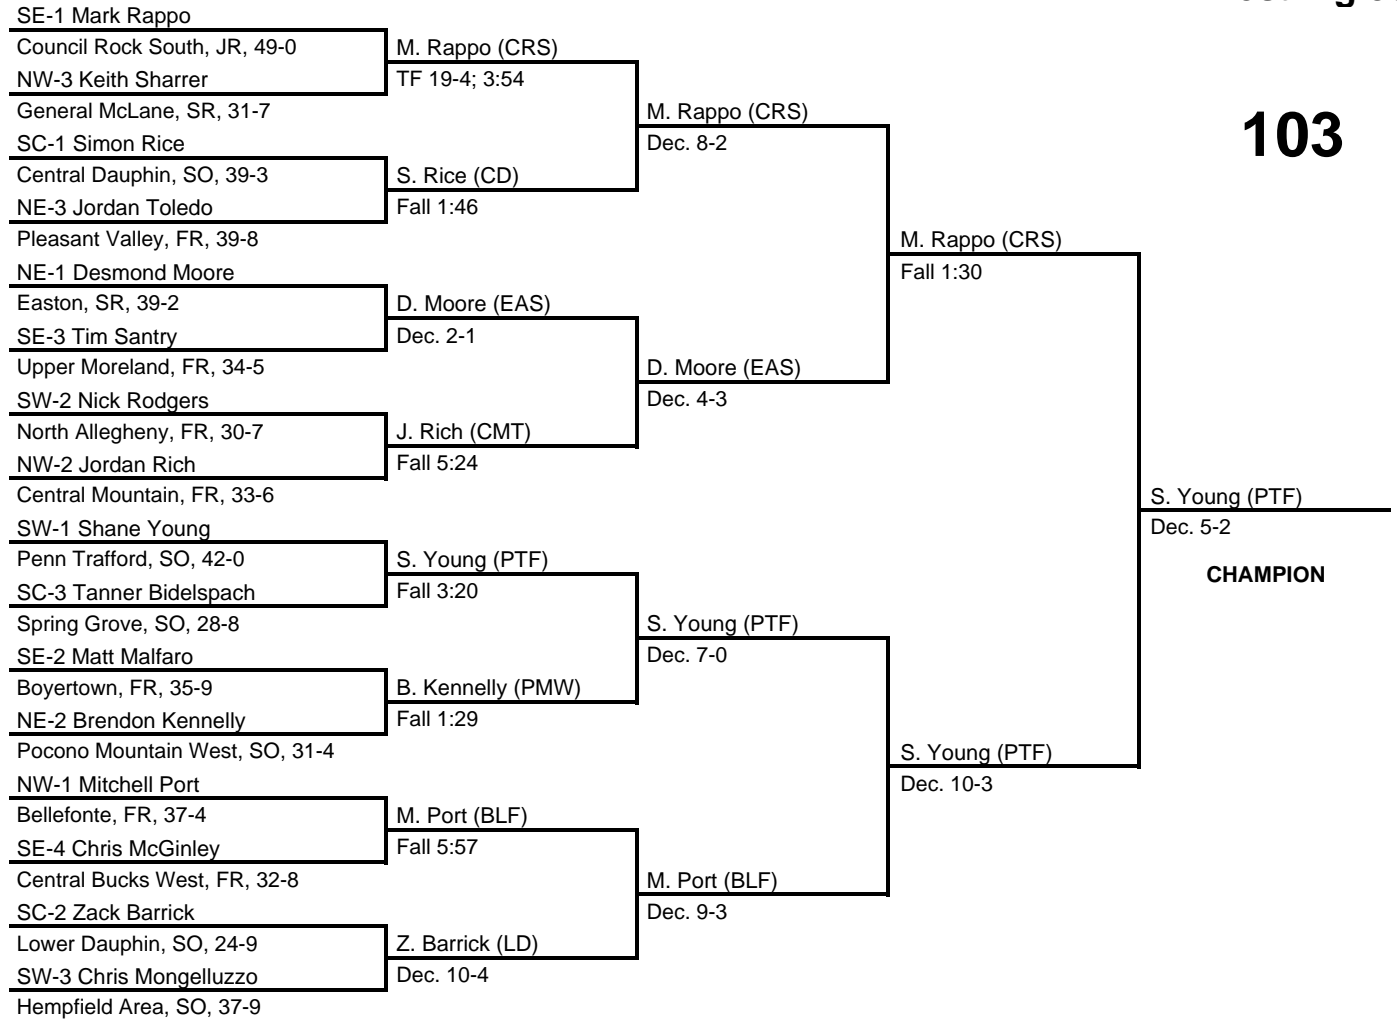 SE-1 Mark Rappo
Council Rock South, JR, 49-0
NW-3 Keith Sharrer
General McLane, SR, 31-7
SC-1 Simon Rice
Central Dauphin, SO, 39-3
NE-3 Jordan Toledo
Pleasant Valley, FR, 39-8
NE-1 Desmond Moore
Easton, SR, 39-2
SE-3 Tim Santry
Upper Moreland, FR, 34-5
SW-2 Nick Rodgers
North Allegheny, FR, 30-7
NW-2 Jordan Rich
Central Mountain, FR, 33-6
SW-1 Shane Young
Penn Trafford, SO, 42-0
SC-3 Tanner Bidelspach
Spring Grove, SO, 28-8
SE-2 Matt Malfaro
Boyertown, FR, 35-9
NE-2 Brendon Kennelly
Pocono Mountain West, SO, 31-4
NW-1 Mitchell Port
Bellefonte, FR, 37-4
SE-4 Chris McGinley
Central Bucks West, FR, 32-8
SC-2 Zack Barrick
Lower Dauphin, SO, 24-9
SW-3 Chris Mongelluzzo
Hempfield Area, SO, 37-9
M. Rappo (CRS)
TF 19-4; 3:54
S. Rice (CD)
Fall 1:46
D. Moore (EAS)
Dec. 2-1
J. Rich (CMT)
Fall 5:24
S. Young (PTF)
Fall 3:20
B. Kennelly (PMW)
Fall 1:29
M. Port (BLF)
Fall 5:57
Z. Barrick (LD)
Dec. 10-4
M. Rappo (CRS)
Dec. 8-2
D. Moore (EAS)
Dec. 4-3
S. Young (PTF)
Dec. 7-0
M. Port (BLF)
Dec. 9-3
M. Rappo (CRS)
Fall 1:30
S. Young (PTF)
Dec. 10-3
103
S. Young (PTF)
Dec. 5-2
CHAMPION